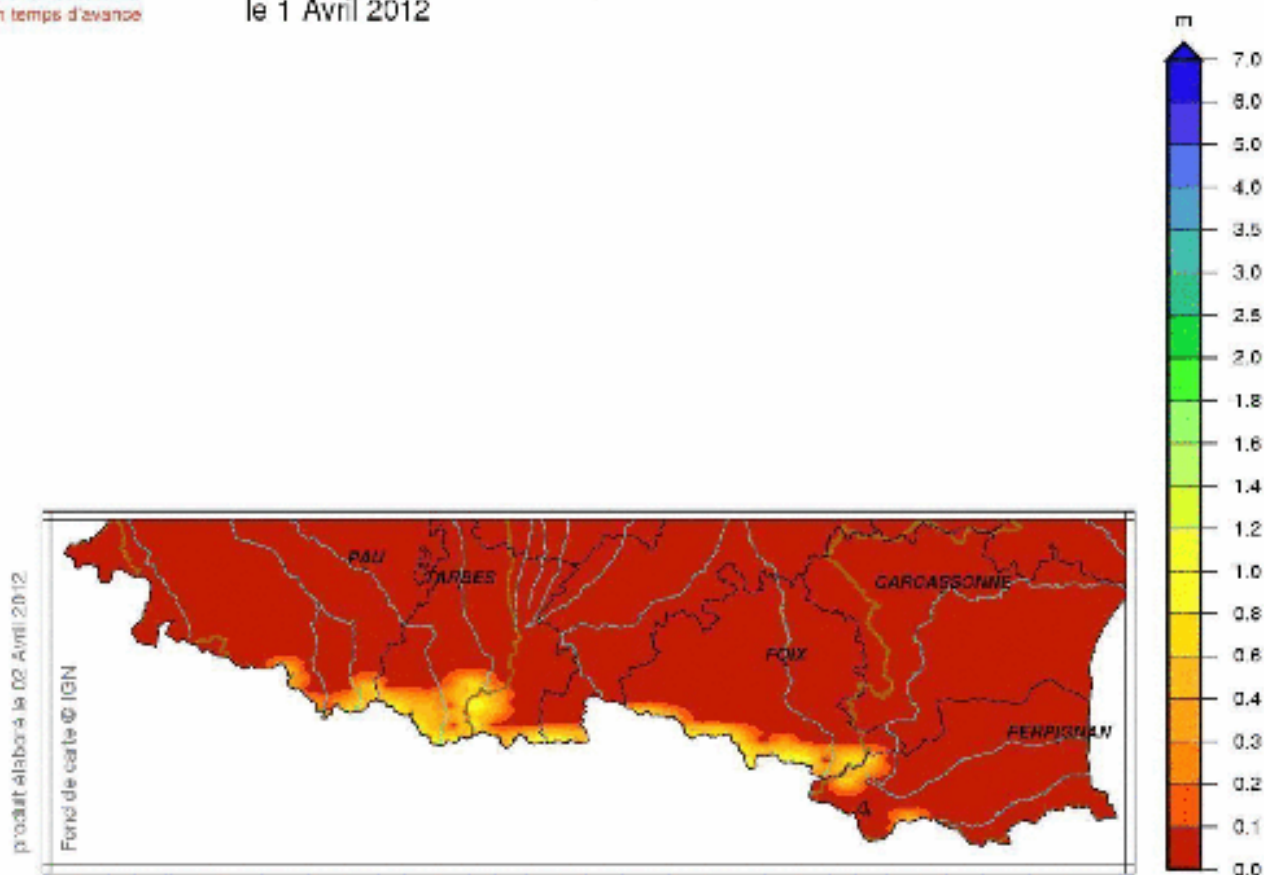 n temps d'avance
le 1 Avril 2012
m
7.0
6.0
5.0
4.0
3.5
3.0
2.5
2.0
1.8
1.6
1.4
1.2
1.0
0.8
0.6
0.4
0.3
0.2
0.1
0.0
PAU
TARBES
CARCASSONNE
FOIX
PERPIGNAN
produit élaboré le 02 Avril 2012
Fond de carte © IGN